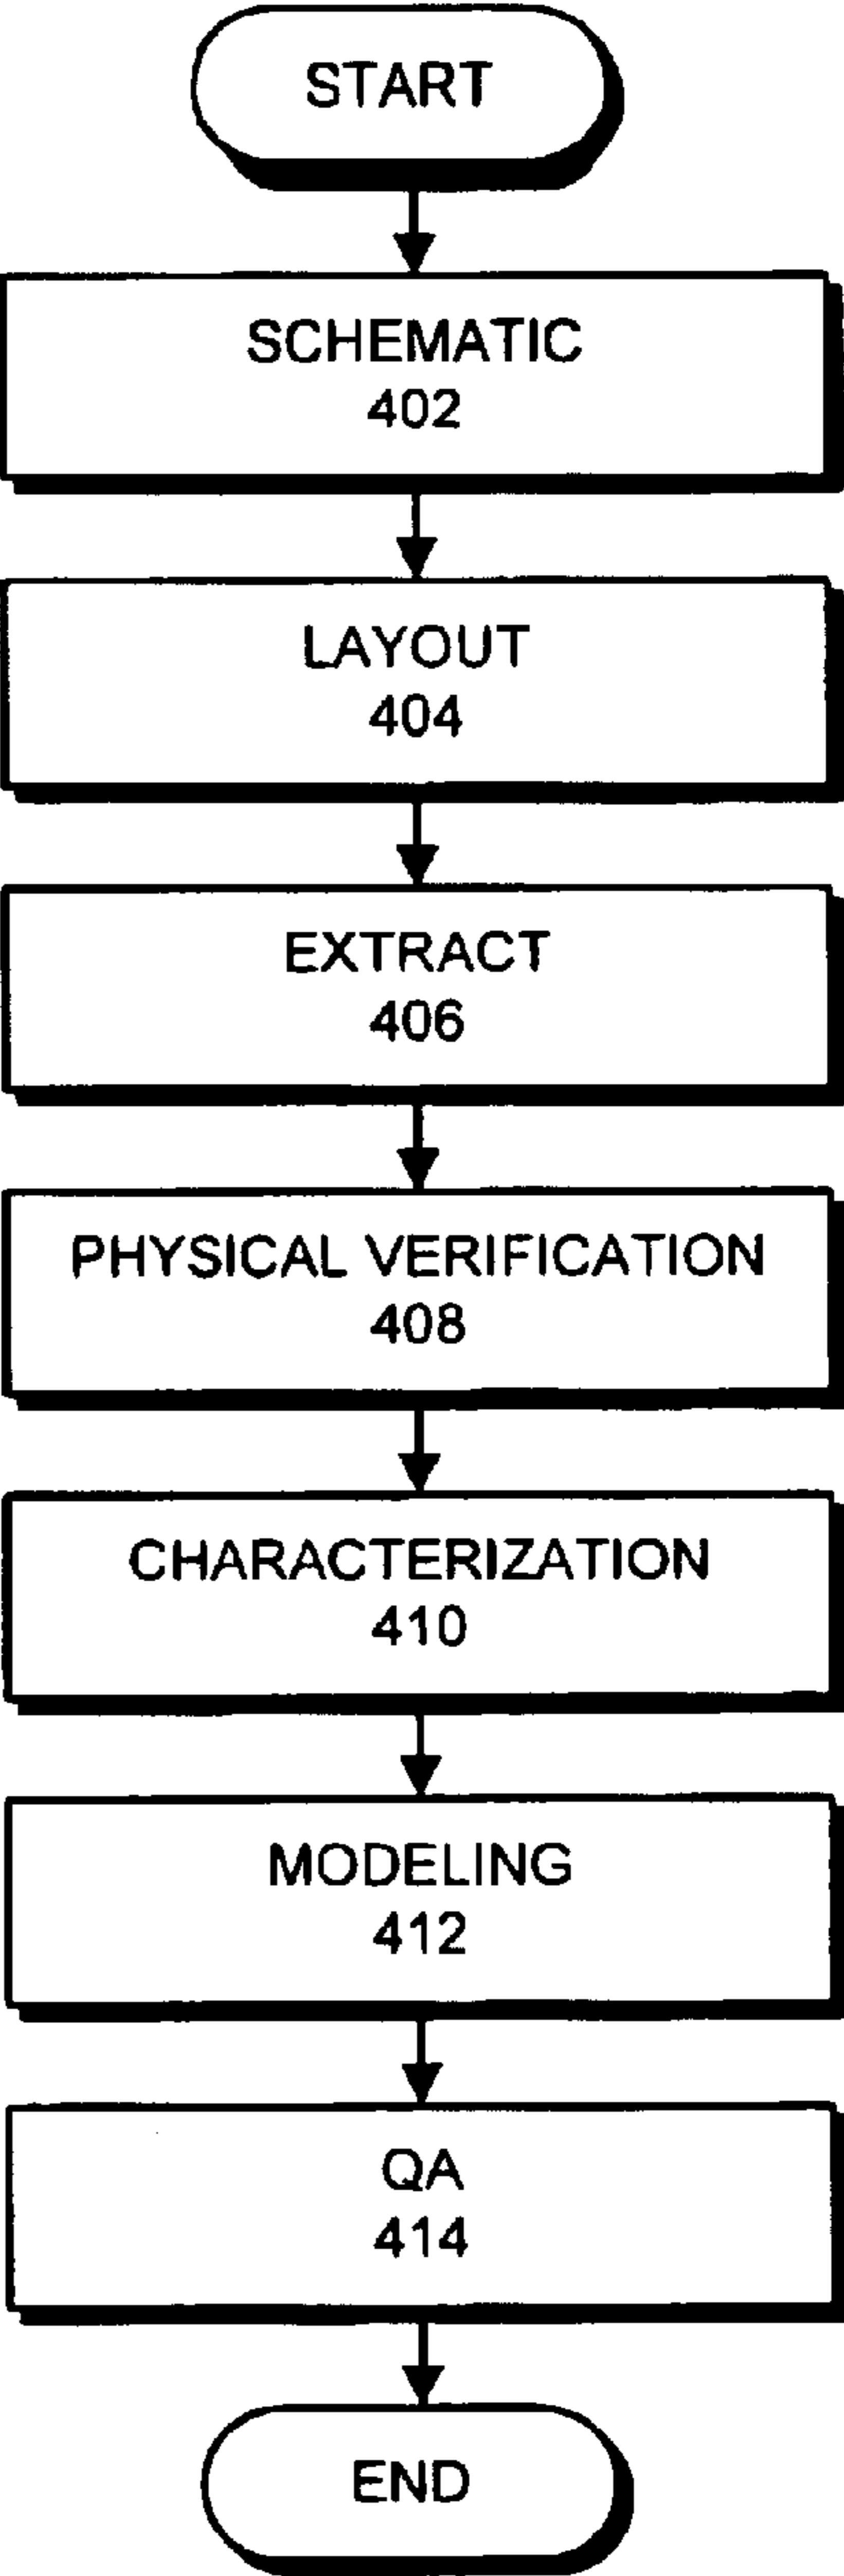 START
SCHEMATIC
402
LAYOUT
404
EXTRACT
406
PHYSICAL VERIFICATION
408
CHARACTERIZATION
410
MODELING
412
QA
414
END